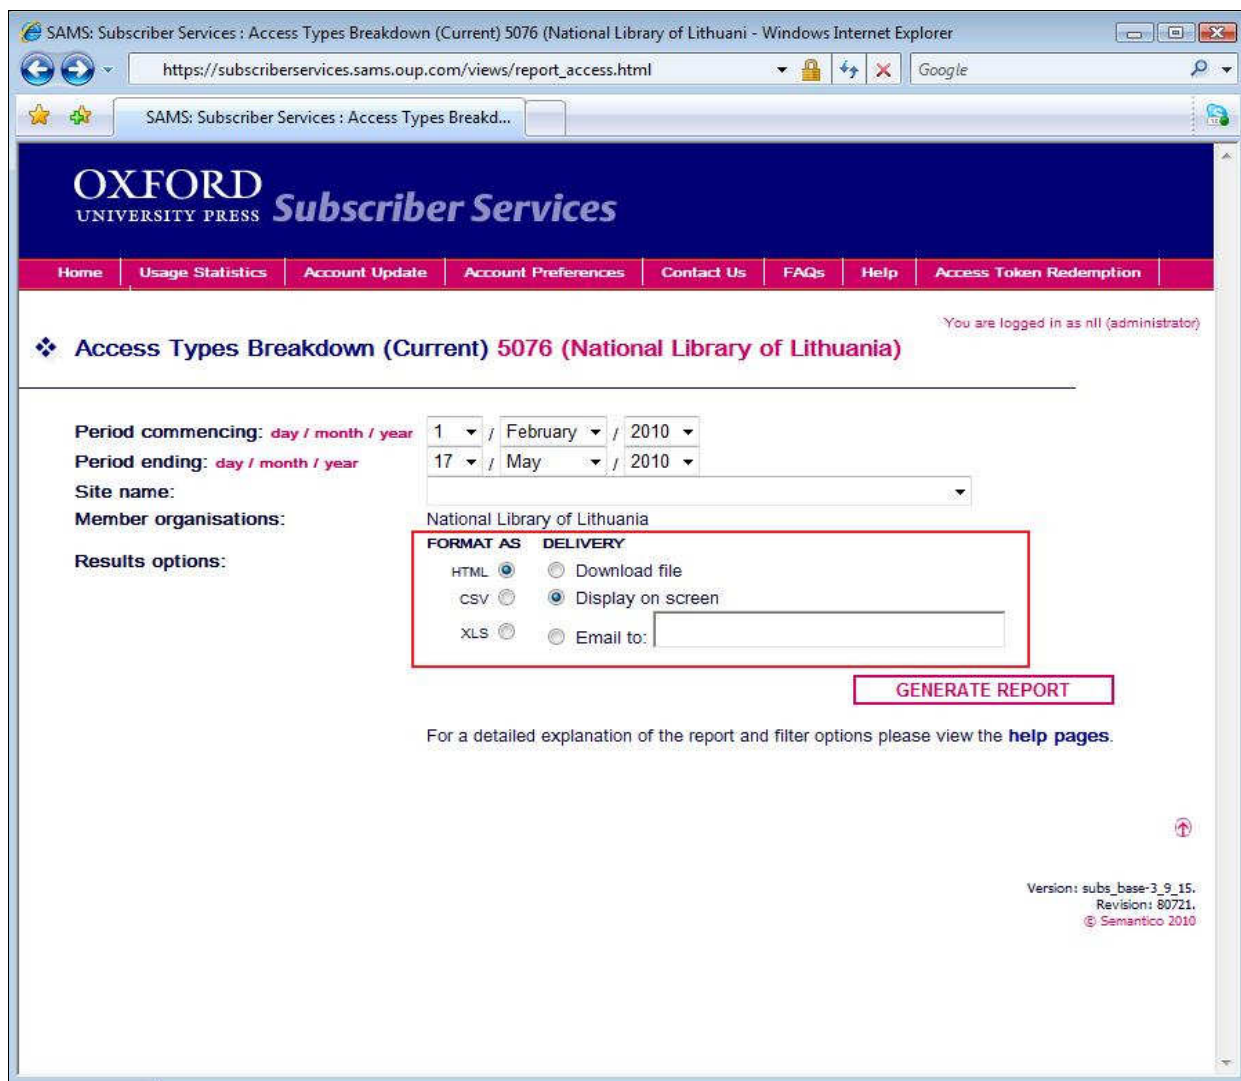 SAMS: Subscriber Services : Access Types Breakdown (Current) 5076 (National Library of Lithuani - Windows Internet Explorer
https://subscriberservices.sams.oup.com/views/report_access.html
Google
SAMS: Subscriber Services : Access Types Breakd...
OXFORD
UNIVERSITY PRESS Subscriber Services
Home Usage Statistics Account Update Account Preferences Contact Us FAQs Help Access Token Redemption
You are logged in as nll (administrator)
Access Types Breakdown (Current) 5076 (National Library of Lithuania)
Period commencing: day / month / year 1 / February / 2010
Period ending: day / month / year 17 / May / 2010
Site name:
Member organisations: National Library of Lithuania
FORMAT AS DELIVERY
Results options:
HTML Download file
CSV Display on screen
XLS Email to:
GENERATE REPORT
For a detailed explanation of the report and filter options please view the help pages.
Version: subs_base-3_9_15.
Revision: 80721.
© Semantico 2010